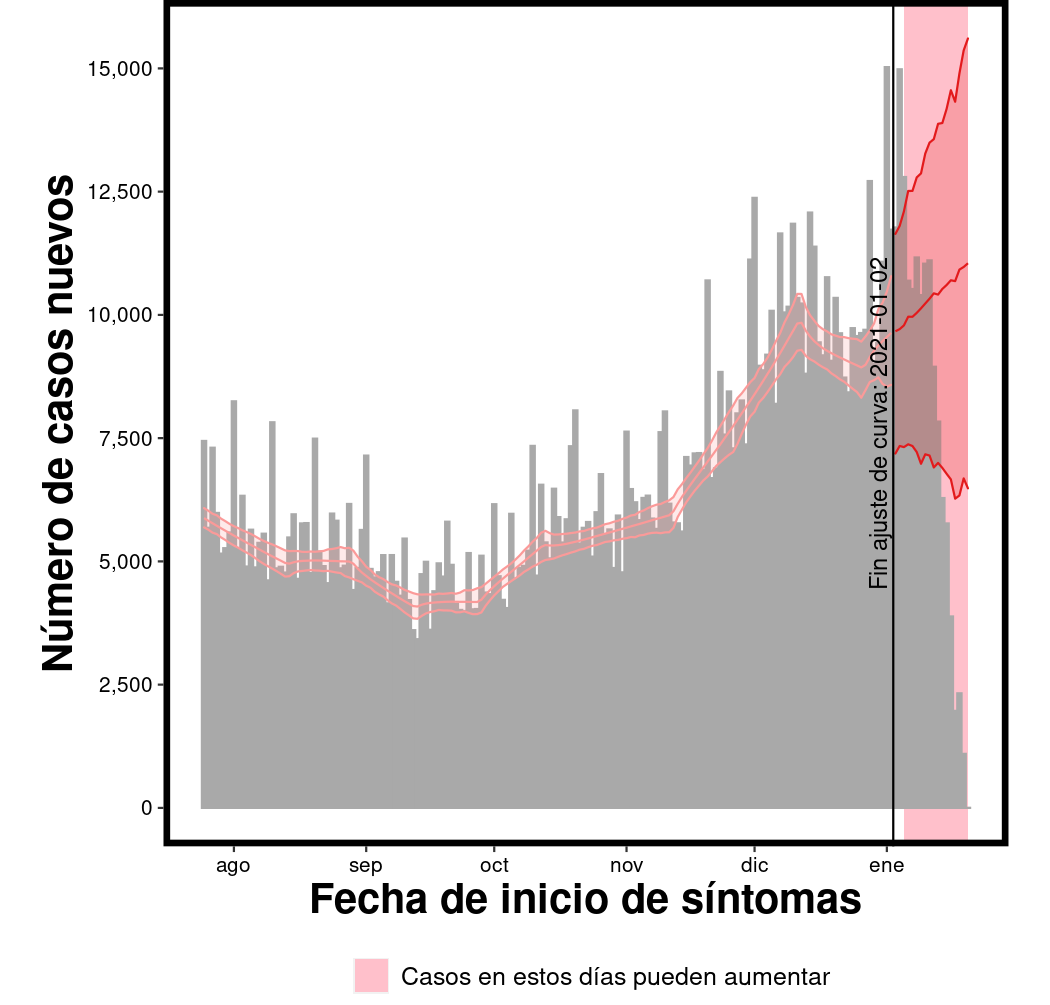 Número de casos nuevos
15,000
12,500
10,000
7,500
5,000
2,500
0
Fin ajuste de curva: 2021-01-02
ago sep oct nov dic ene
Fecha de inicio de síntomas
Casos en estos días pueden aumentar